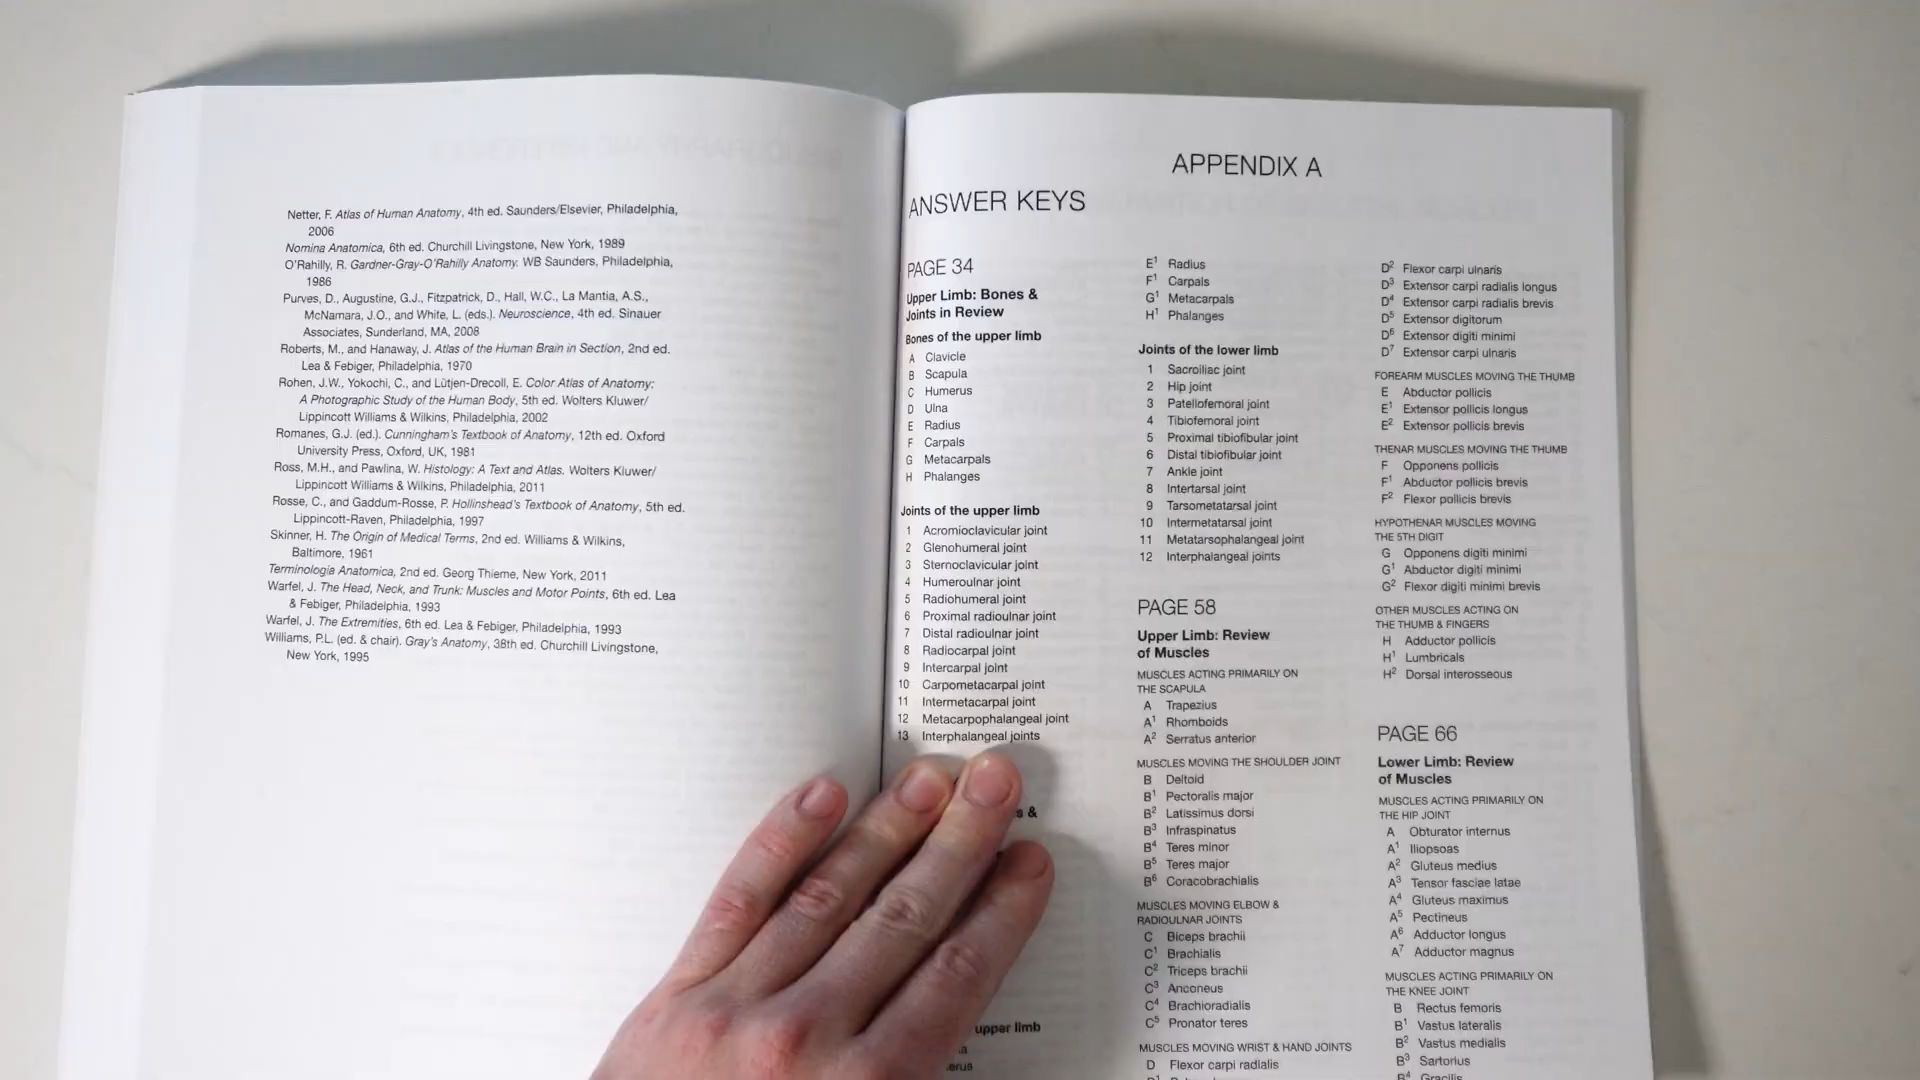 Netter, F. Atlas of Human Anatomy, 4th ed. Saunders/Elsevier, Philadelphia,
2006
Nomina Anatomica, 6th ed. Churchill Livingstone, New York, 1989
O'Rahilly, R. Gardner-Gray-O'Rahilly Anatomy. WB Saunders, Philadelphia,
1986
Purves, D., Augustine, G.J., Fitzpatrick, D., Hall, W.C., La Mantia, A.S.,
McNamara, J.O., and White, L. (eds.). Neuroscience, 4th ed. Sinauer
Associates, Sunderland, MA, 2008
Roberts, M., and Hanaway, J. Atlas of the Human Brain in Section, 2nd ed.
Lea & Febiger, Philadelphia, 1970
Rohen, J.W., Yokochi, C., and Lütjen-Drecoll, E. Color Atlas of Anatomy:
A Photographic Study of the Human Body, 5th ed. Wolters Kluwer/
Lippincott Williams & Wilkins, Philadelphia, 2002
Romanes, G.J. (ed.). Cunningham's Textbook of Anatomy, 12th ed. Oxford
University Press, Oxford, UK, 1981
Ross, M.H., and Pawlina, W. Histology: A Text and Atlas. Wolters Kluwer/
Lippincott Williams & Wilkins, Philadelphia, 2011
Rosse, C., and Gaddum-Rosse, P. Hollinshead's Textbook of Anatomy, 5th ed.
Lippincott-Raven, Philadelphia, 1997
Skinner, H. The Origin of Medical Terms, 2nd ed. Williams & Wilkins,
Baltimore, 1961
Terminologia Anatomica, 2nd ed. Georg Thieme, New York, 2011
Warfel, J. The Head, Neck, and Trunk: Muscles and Motor Points, 6th ed. Lea
& Febiger, Philadelphia, 1993
Warfel, J. The Extremities, 6th ed. Lea & Febiger, Philadelphia, 1993
Williams, P.L. (ed. & chair). Gray's Anatomy, 38th ed. Churchill Livingstone,
New York, 1995
APPENDIX A
ANSWER KEYS
PAGE 34
Upper Limb: Bones &
Joints in Review
Bones of the upper limb
A Clavicle
B Scapula
C Humerus
D Ulna
E Radius
F Carpals
G Metacarpals
H Phalanges
Joints of the upper limb
1 Acromioclavicular joint
2 Glenohumeral joint
3 Sternoclavicular joint
4 Humeroulnar joint
5 Radiohumeral joint
6 Proximal radioulnar joint
7 Distal radioulnar joint
8 Radiocarpal joint
9 Intercarpal joint
10 Carpometacarpal joint
11 Intermetacarpal joint
12 Metacarpophalangeal joint
13 Interphalangeal joints
&
upper limb
E¹ Radius
F¹ Carpals
G¹ Metacarpals
H¹ Phalanges
Joints of the lower limb
1 Sacroiliac joint
2 Hip joint
3 Patellofemoral joint
4 Tibiofemoral joint
5 Proximal tibiofibular joint
6 Distal tibiofibular joint
7 Ankle joint
8 Intertarsal joint
9 Tarsometatarsal joint
10 Intermetatarsal joint
11 Metatarsophalangeal joint
12 Interphalangeal joints
PAGE 58
Upper Limb: Review
of Muscles
MUSCLES ACTING PRIMARILY ON
THE SCAPULA
A Trapezius
A¹ Rhomboids
A² Serratus anterior
MUSCLES MOVING THE SHOULDER JOINT
B Deltoid
B¹ Pectoralis major
B² Latissimus dorsi
B³ Infraspinatus
B⁴ Teres minor
B⁵ Teres major
B⁶ Coracobrachialis
MUSCLES MOVING ELBOW &
RADIOULNAR JOINTS
C Biceps brachii
C¹ Brachialis
C² Triceps brachii
C³ Anconeus
C⁴ Brachioradialis
C⁵ Pronator teres
MUSCLES MOVING WRIST & HAND JOINTS
D Flexor carpi radialis
D² Flexor carpi ulnaris
D³ Extensor carpi radialis longus
D⁴ Extensor carpi radialis brevis
D⁵ Extensor digitorum
D⁶ Extensor digiti minimi
D⁷ Extensor carpi ulnaris
FOREARM MUSCLES MOVING THE THUMB
E Abductor pollicis
E¹ Extensor pollicis longus
E² Extensor pollicis brevis
THENAR MUSCLES MOVING THE THUMB
F Opponens pollicis
F¹ Abductor pollicis brevis
F² Flexor pollicis brevis
HYPOTHENAR MUSCLES MOVING
THE 5TH DIGIT
G Opponens digiti minimi
G¹ Abductor digiti minimi
G² Flexor digiti minimi brevis
OTHER MUSCLES ACTING ON
THE THUMB & FINGERS
H Adductor pollicis
H¹ Lumbricals
H² Dorsal interosseous
PAGE 66
Lower Limb: Review
of Muscles
MUSCLES ACTING PRIMARILY ON
THE HIP JOINT
A Obturator internus
A¹ Iliopsoas
A² Gluteus medius
A³ Tensor fasciae latae
A⁴ Gluteus maximus
A⁵ Pectineus
A⁶ Adductor longus
A⁷ Adductor magnus
MUSCLES ACTING PRIMARILY ON
THE KNEE JOINT
B Rectus femoris
B¹ Vastus lateralis
B² Vastus medialis
B³ Sartorius
B⁴ Gracilis